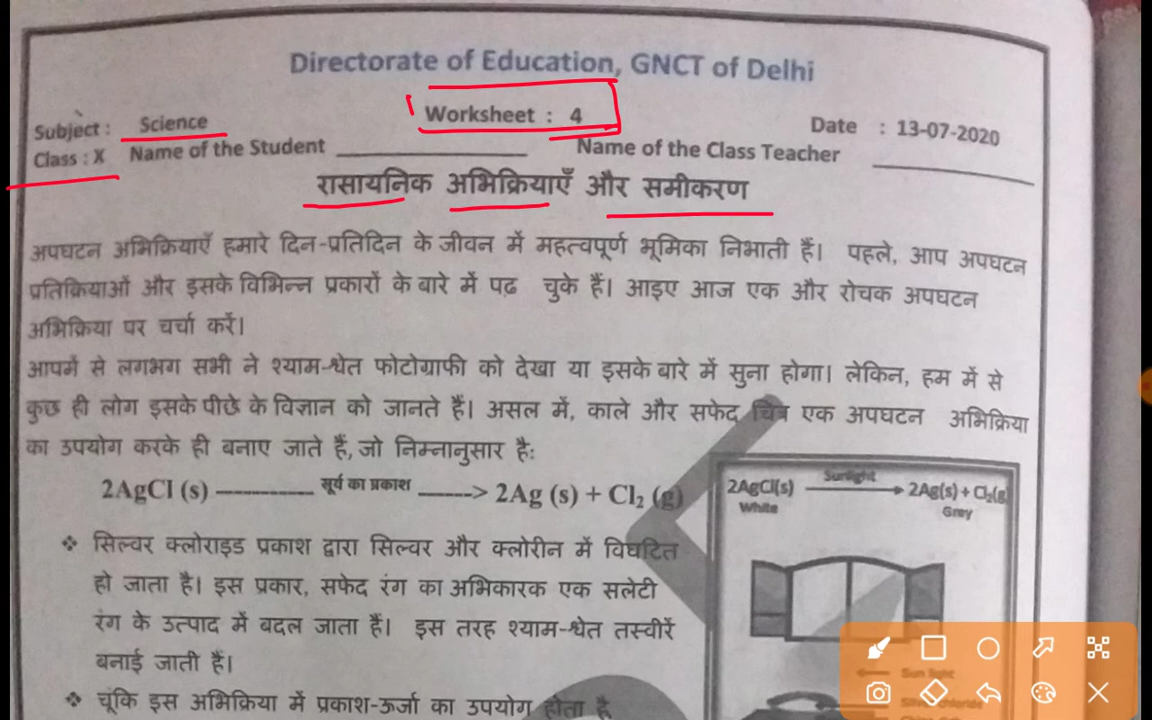 Directorate of Education, GNCT of Delhi
Subject : Science
Worksheet : 4
Date : 13-07-2020
Class : X Name of the Student
Name of the Class Teacher
रासायनिक अभिक्रियाएँ और समीकरण
अपघटन अभिक्रियाएँ हमारे दिन-प्रतिदिन के जीवन में महत्वपूर्ण भूमिका निभाती हैं। पहले, आप अपघटन
प्रतिक्रियाओं और इसके विभिन्न प्रकारों के बारे में पढ़ चुके हैं। आइए आज एक और रोचक अपघटन
अभिक्रिया पर चर्चा करें।
आपमें से लगभग सभी ने श्याम-श्वेत फोटोग्राफी को देखा या इसके बारे में सुना होगा। लेकिन, हम में से
कुछ ही लोग इसके पीछे के विज्ञान को जानते हैं। असल में, काले और सफेद चित्र एक अपघटन अभिक्रिया
का उपयोग करके ही बनाए जाते हैं, जो निम्नानुसार है:
2AgCl (s) ------------ सूर्य का प्रकाश ------> 2Ag (s) + Cl₂ (g)
❖ सिल्वर क्लोराइड प्रकाश द्वारा सिल्वर और क्लोरीन में विघटित
हो जाता है। इस प्रकार, सफेद रंग का अभिकारक एक सलेटी
रंग के उत्पाद में बदल जाता हैं। इस तरह श्याम-श्वेत तस्वीरें
बनाई जाती हैं।
❖ चूंकि इस अभिक्रिया में प्रकाश-ऊर्जा का उपयोग होता है
Sunlight
2AgCl(s) → 2Ag(s) + Cl₂(g)
White
Grey
Sun light